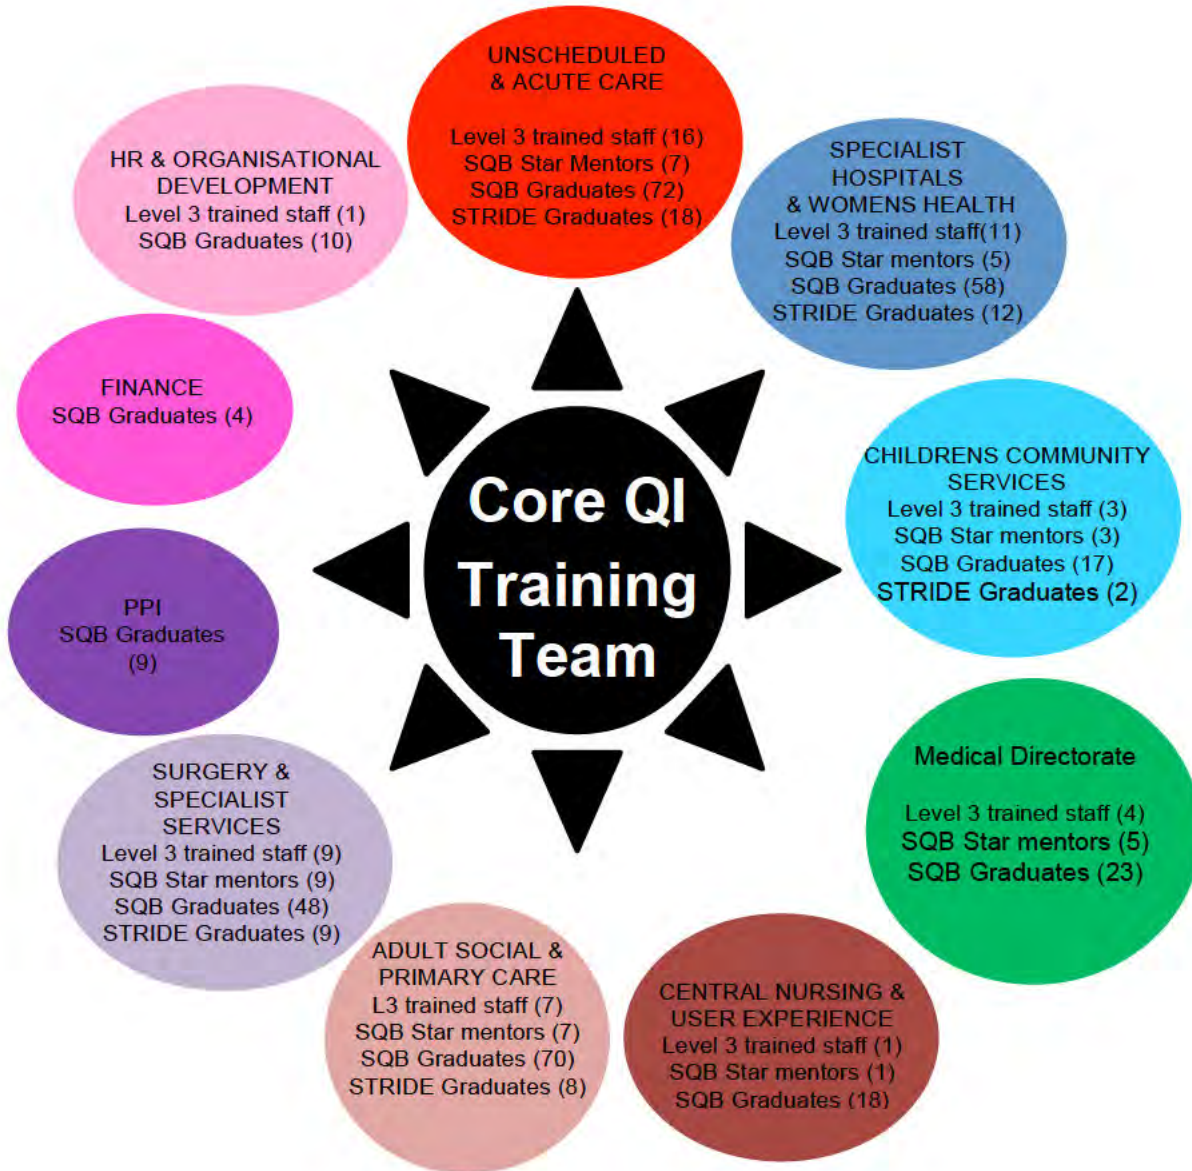 UNSCHEDULED
& ACUTE CARE
Level 3 trained staff (16)
SQB Star Mentors (7)
SQB Graduates (72)
STRIDE Graduates (18)
SPECIALIST
HOSPITALS
& WOMENS HEALTH
Level 3 trained staff(11)
SQB Star mentors (5)
SQB Graduates (58)
STRIDE Graduates (12)
CHILDRENS COMMUNITY
SERVICES
Level 3 trained staff (3)
SQB Star mentors (3)
SQB Graduates (17)
STRIDE Graduates (2)
Medical Directorate
Level 3 trained staff (4)
SQB Star mentors (5)
SQB Graduates (23)
CENTRAL NURSING &
USER EXPERIENCE
Level 3 trained staff (1)
SQB Star mentors (1)
SQB Graduates (18)
ADULT SOCIAL &
PRIMARY CARE
L3 trained staff (7)
SQB Star mentors (7)
SQB Graduates (70)
STRIDE Graduates (8)
SURGERY &
SPECIALIST
SERVICES
Level 3 trained staff (9)
SQB Star mentors (9)
SQB Graduates (48)
STRIDE Graduates (9)
PPI
SQB Graduates
(9)
FINANCE
SQB Graduates (4)
HR & ORGANISATIONAL
DEVELOPMENT
Level 3 trained staff (1)
SQB Graduates (10)
Core QI
Training
Team